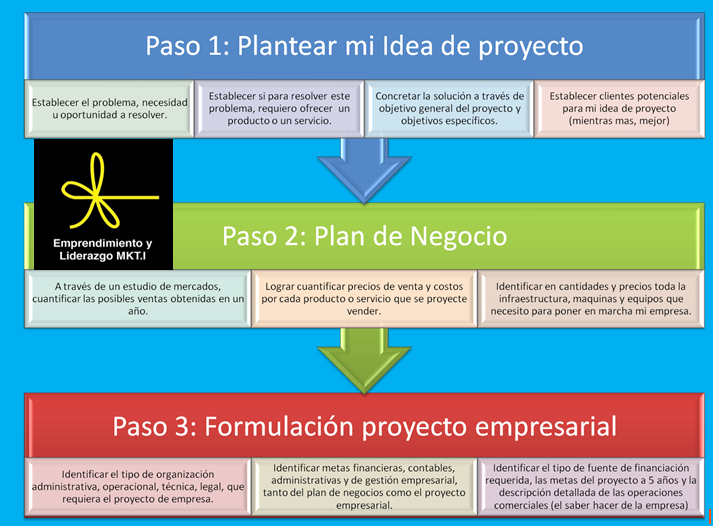 Paso 1: Plantear mi Idea de proyecto
Establecer el problema, necesidad
u oportunidad a resolver.
Establecer si para resolver este
problema, requiero ofrecer un
producto o un servicio.
Concretar la solución a través de
objetivo general del proyecto y
objetivos específicos.
Establecer clientes potenciales
para mi idea de proyecto
(mientras mas, mejor)
Emprendimiento y
Liderazgo MKT.I
Paso 2: Plan de Negocio
A través de un estudio de mercados,
cuantificar las posibles ventas obtenidas en un
año.
Lograr cuantificar precios de venta y costos
por cada producto o servicio que se proyecte
vender.
Identificar en cantidades y precios toda la
infraestructura, maquinas y equipos que
necesito para poner en marcha mi empresa.
Paso 3: Formulación proyecto empresarial
Identificar el tipo de organización
administrativa, operacional, técnica, legal, que
requiera el proyecto de empresa.
Identificar metas financieras, contables,
administrativas y de gestión empresarial,
tanto del plan de negocios como el proyecto
empresarial.
Identificar el tipo de fuente de financiación
requerida, las metas del proyecto a 5 años y la
descripción detallada de las operaciones
comerciales (el saber hacer de la empresa)